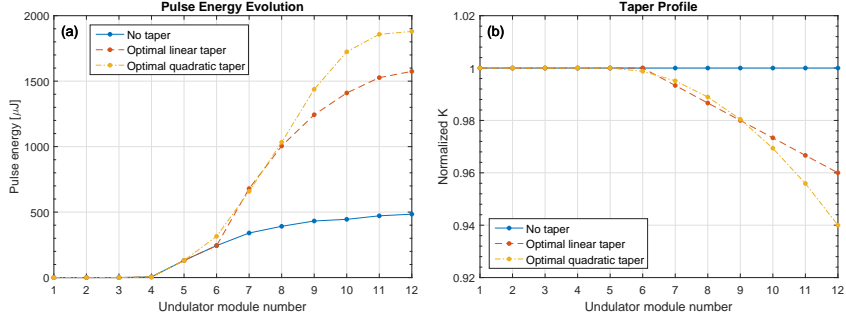 Pulse Energy Evolution
(a)
No taper
Optimal linear taper
Optimal quadratic taper
Pulse energy [μJ]
2000
1500
1000
500
0
1 2 3 4 5 6 7 8 9 10 11 12
Undulator module number
Taper Profile
(b)
Normalized K
1.02
1
0.98
0.96
0.94
0.92
No taper
Optimal linear taper
Optimal quadratic taper
1 2 3 4 5 6 7 8 9 10 11 12
Undulator module number